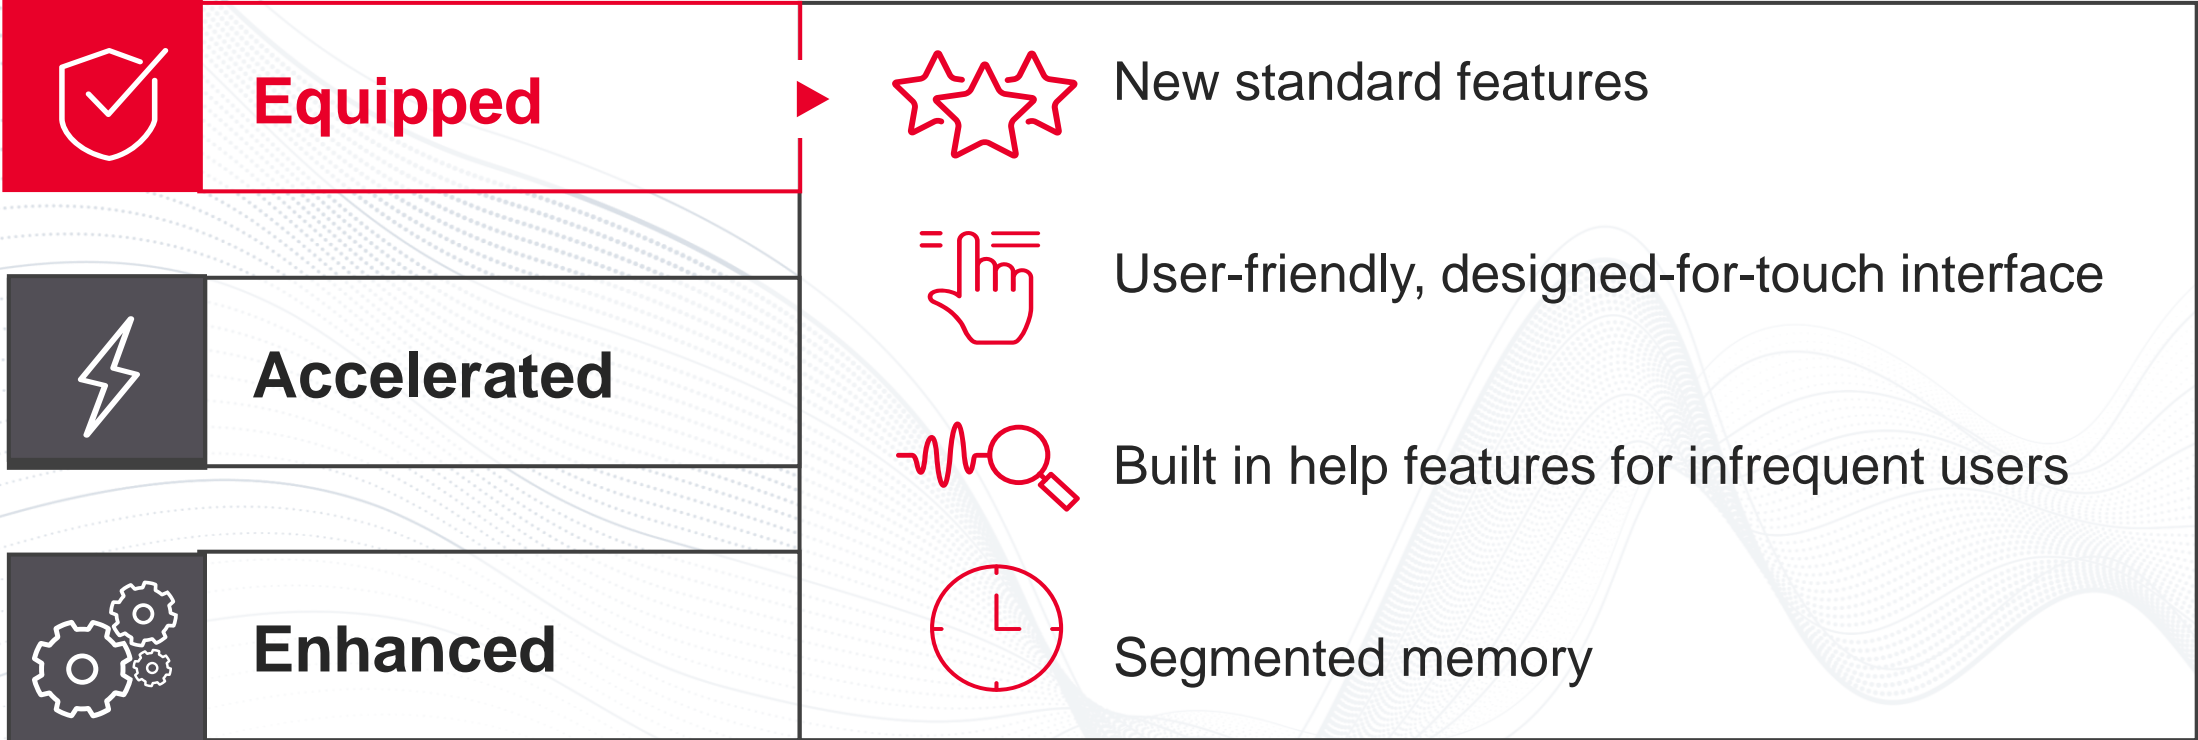 Equipped
Accelerated
Enhanced
New standard features
User-friendly, designed-for-touch interface
Built in help features for infrequent users
Segmented memory